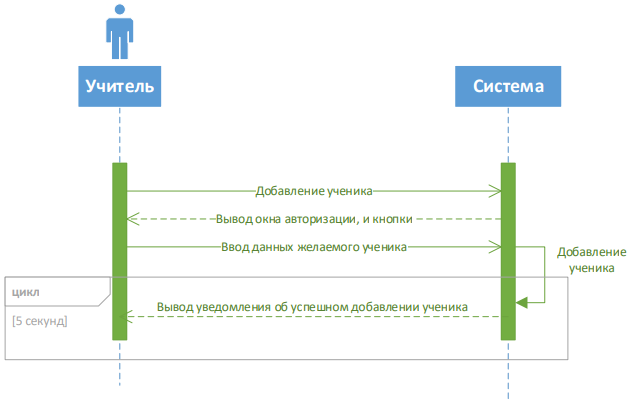 Учитель
Система
Добавление ученика
Вывод окна авторизации, и кнопки
Ввод данных желаемого ученика
Добавление
ученика
цикл
[5 секунд]
Вывод уведомления об успешном добавлении ученика